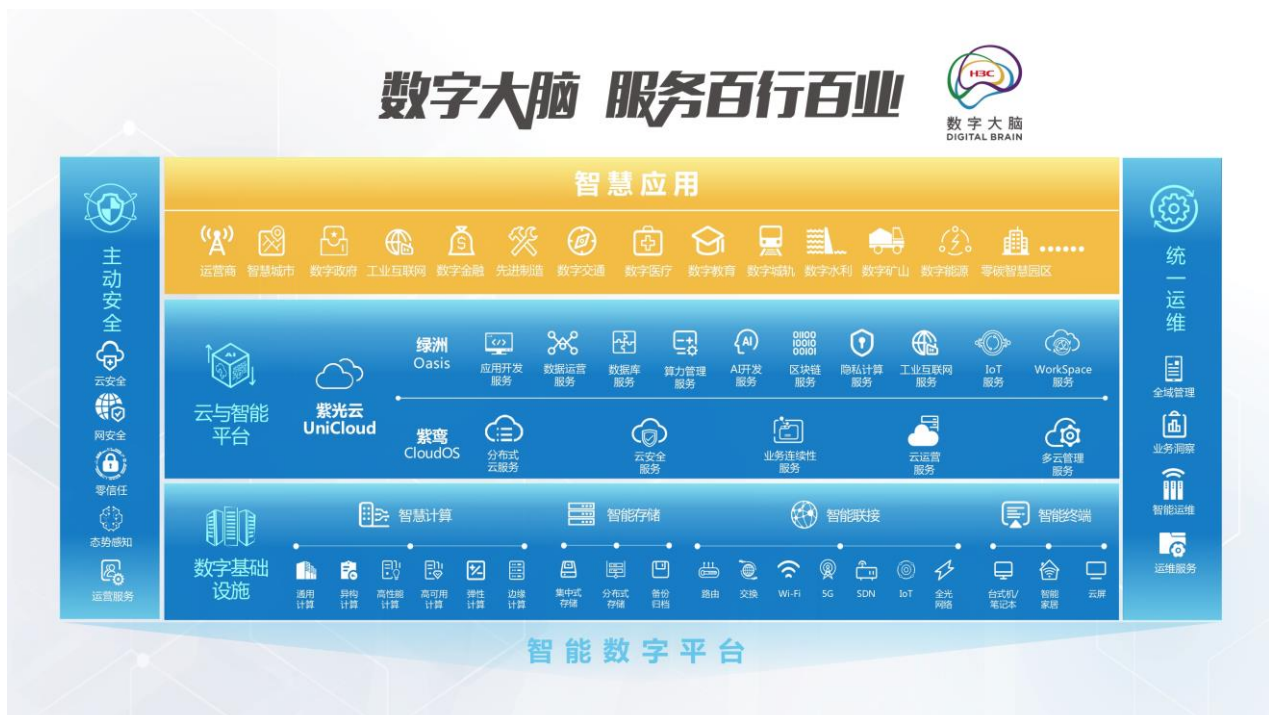 数字大脑 服务百行百业
H3C
数字大脑
DIGITAL BRAIN
主动安全
云安全
网安全
零信任
态势感知
运营服务
智慧应用
运营商 智慧城市 数字政府 工业互联网 数字金融 先进制造 数字交通 数字医疗 数字教育 数字城轨 数字水利 数字矿山 数字能源 零碳智慧园区 ......
云与智能
平台
AI
紫光云
UniCloud
绿洲
Oasis
应用开发
服务
数据运营
服务
数据库
服务
算力管理
服务
AI
AI开发
服务
01100
10010
00101
区块链
服务
隐私计算
服务
工业互联网
服务
IoT
服务
WorkSpace
服务
紫鸾
CloudOS
分布式
云服务
云安全
服务
业务连续性
服务
云运营
服务
多云管理
服务
数字基础
设施
智慧计算
通用
计算
异构
计算
高性能
计算
高可用
计算
弹性
计算
边缘
计算
智能存储
集中式
存储
分布式
存储
备份
归档
智能联接
路由
交换
Wi-Fi
5G
SDN
IoT
全光
网络
智能终端
台式机/
笔记本
智能
家居
云屏
统一运维
全域管理
业务洞察
智能运维
运维服务
智能数字平台